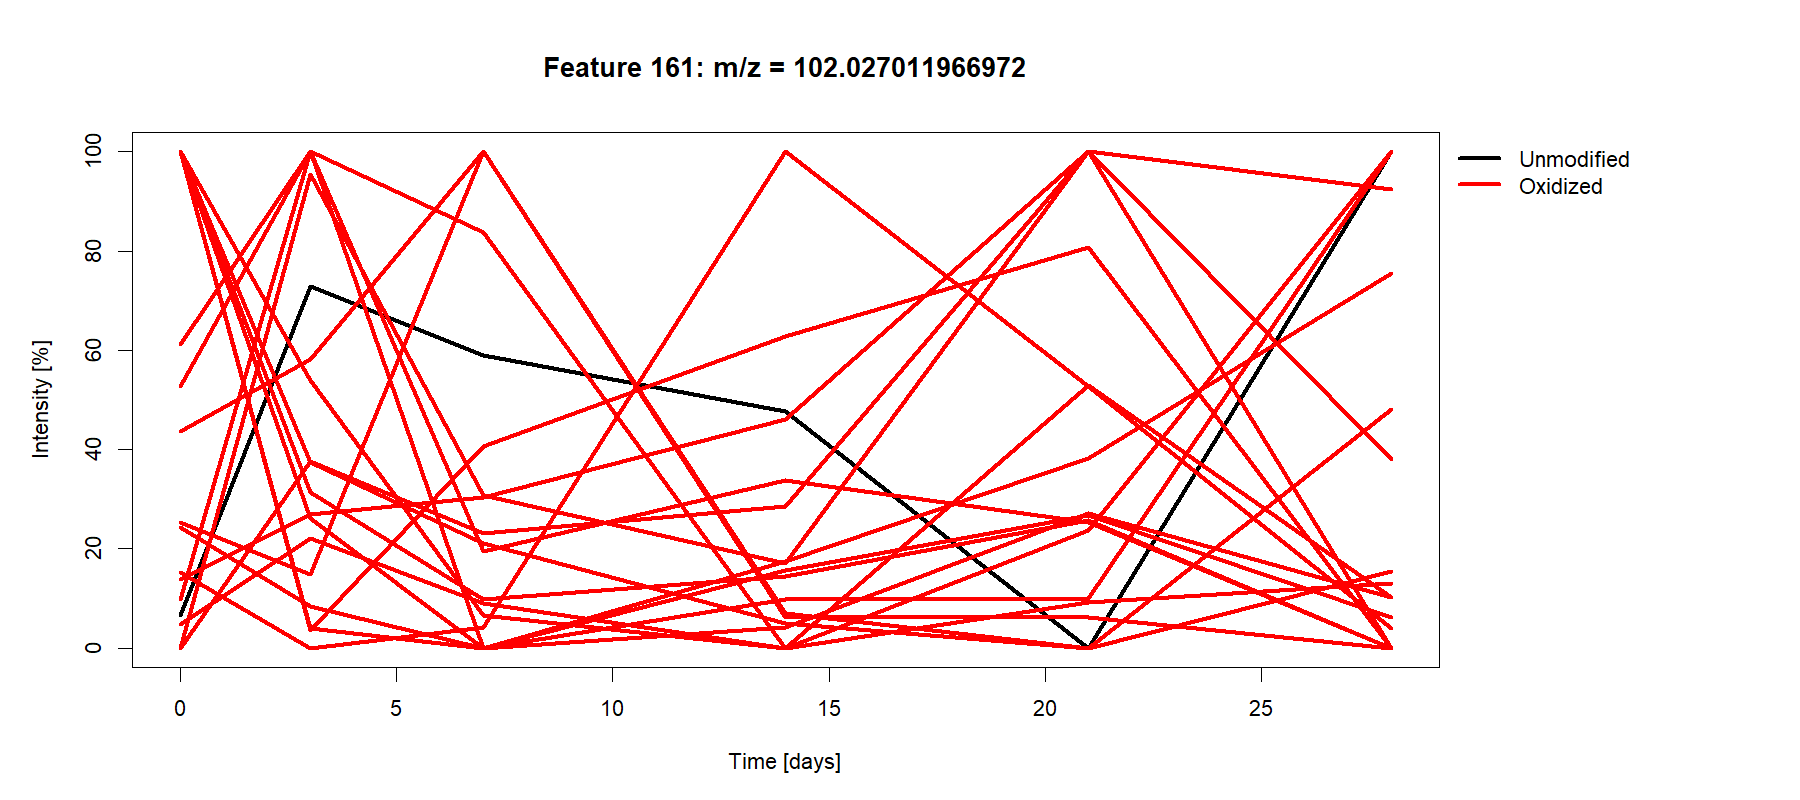 Feature 161: m/z = 102.027011966972
Unmodified
Oxidized
Intensity [%]
100
80
60
40
20
0
0 5 10 15 20 25
Time [days]